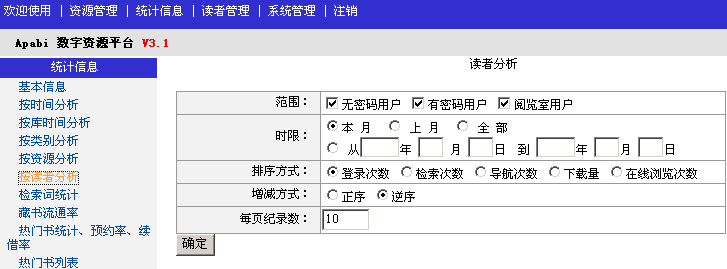 欢迎使用 | 资源管理 | 统计信息 | 读者管理 | 系统管理 | 注销
Apabi 数字资源平台 V3.1
统计信息
基本信息
按时间分析
按库时间分析
按类别分析
按资源分析
按读者分析
检索词统计
藏书流通率
热门书统计、预约率、续
借率
热门书列表
读者分析
范围： 无密码用户 有密码用户 阅览室用户
时限： 本 月 上 月 全 部
从 年 月 日 到 年 月 日
排序方式： 登录次数 检索次数 导航次数 下载量 在线浏览次数
增减方式： 正序 逆序
每页纪录数： 10
确定